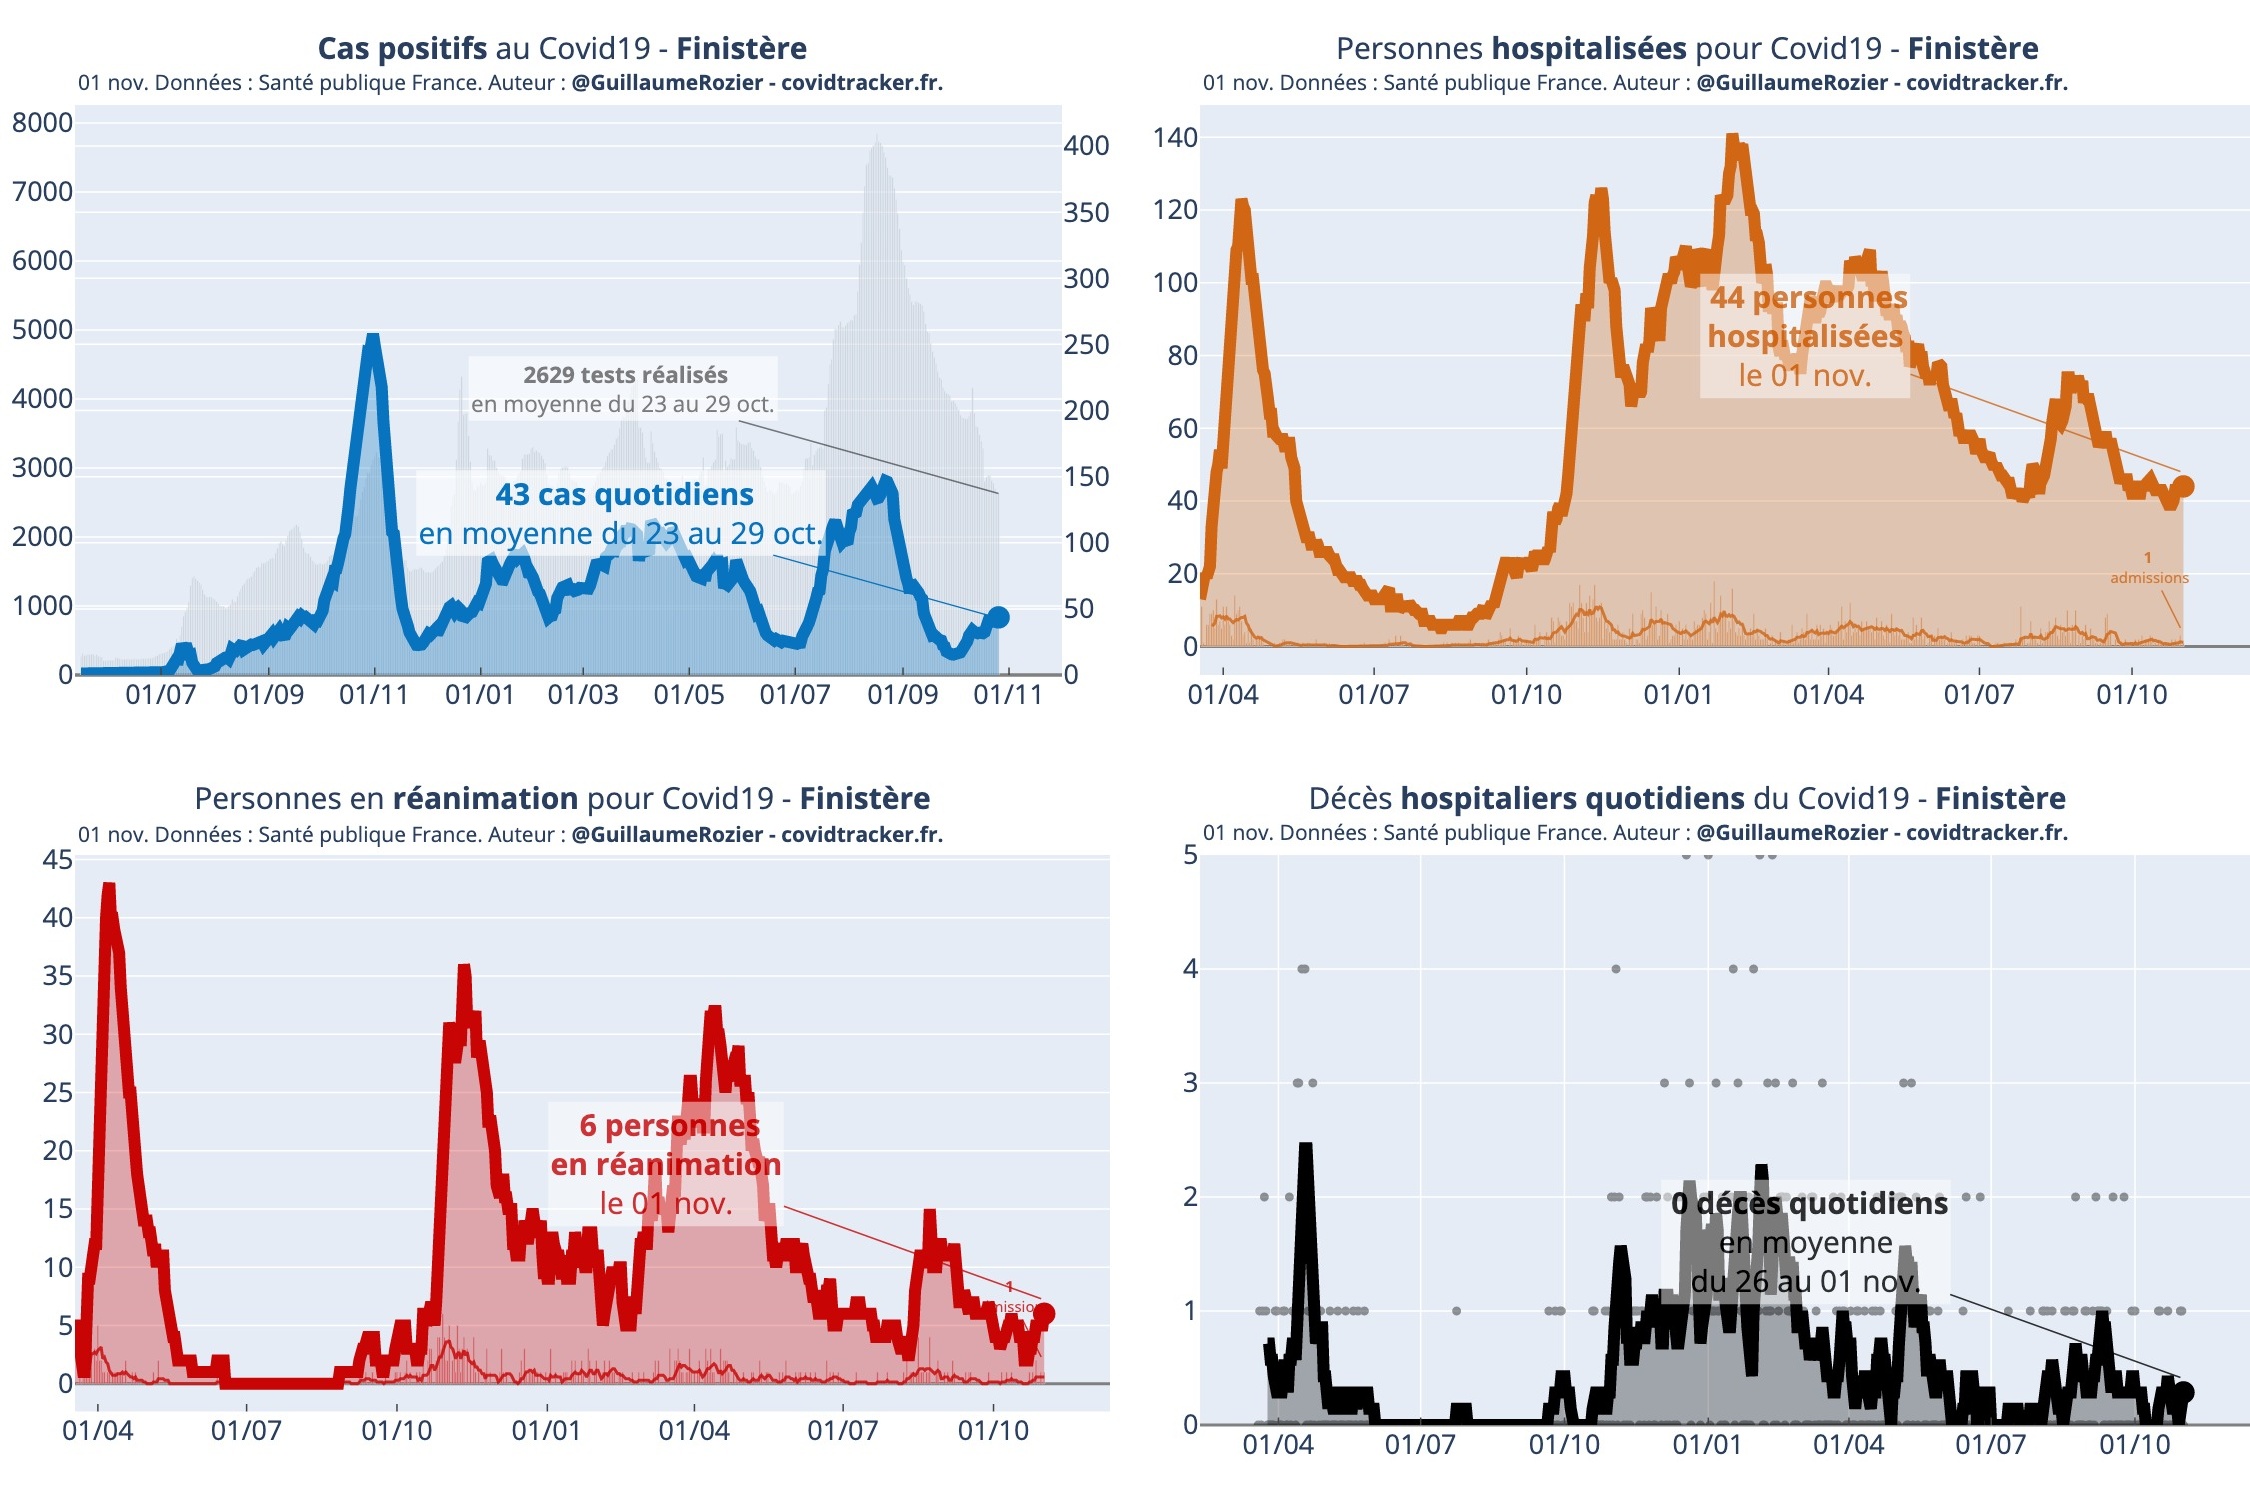 Cas positifs au Covid19 - Finistère
01 nov. Données : Santé publique France. Auteur : @GuillaumeRozier - covidtracker.fr.
8000
7000
6000
5000
4000
3000
2000
1000
0
400
350
300
250
200
150
100
50
0
2629 tests réalisés
en moyenne du 23 au 29 oct.
43 cas quotidiens
en moyenne du 23 au 29 oct.
01/07 01/09 01/11 01/01 01/03 01/05 01/07 01/09 01/11
Personnes hospitalisées pour Covid19 - Finistère
01 nov. Données : Santé publique France. Auteur : @GuillaumeRozier - covidtracker.fr.
140
120
100
80
60
40
20
0
44 personnes
hospitalisées
le 01 nov.
1
admissions
01/04 01/07 01/10 01/01 01/04 01/07 01/10
Personnes en réanimation pour Covid19 - Finistère
01 nov. Données : Santé publique France. Auteur : @GuillaumeRozier - covidtracker.fr.
45
40
35
30
25
20
15
10
5
0
6 personnes
en réanimation
le 01 nov.
1
01/04 01/07 01/10 01/01 01/04 01/07 01/10
Décès hospitaliers quotidiens du Covid19 - Finistère
01 nov. Données : Santé publique France. Auteur : @GuillaumeRozier - covidtracker.fr.
5
4
3
2
1
0
0 décès quotidiens
en moyenne
du 26 au 01 nov.
01/04 01/07 01/10 01/01 01/04 01/07 01/10